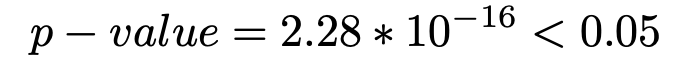 p − value = 2.28 ∗ 10⁻¹⁶ < 0.05